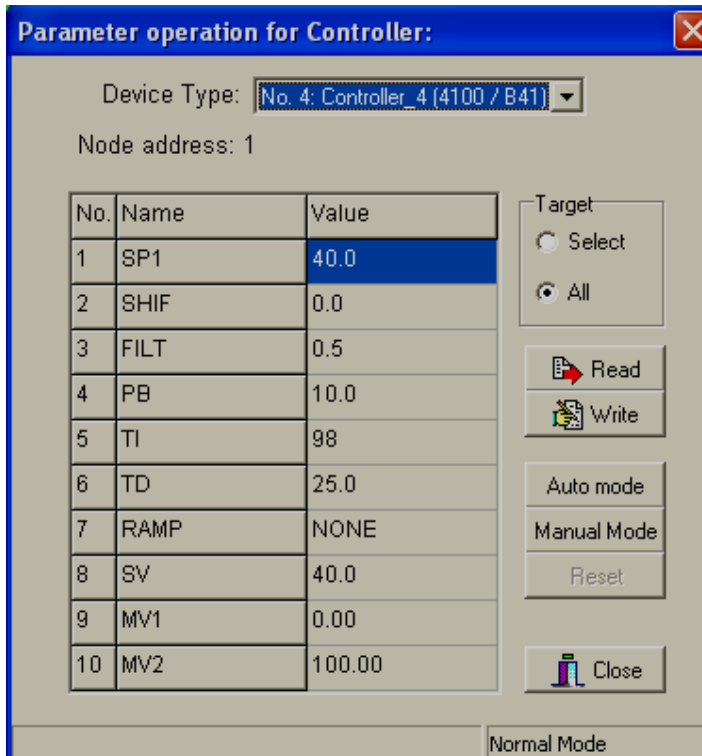 Parameter operation for Controller:
Device Type: No. 4: Controller_4 (4100 / B41)
Node address: 1
No. Name Value
1 SP1 40.0
2 SHIF 0.0
3 FILT 0.5
4 PB 10.0
5 TI 98
6 TD 25.0
7 RAMP NONE
8 SV 40.0
9 MV1 0.00
10 MV2 100.00
Target
Select
All
Read
Write
Auto mode
Manual Mode
Reset
Close
Normal Mode